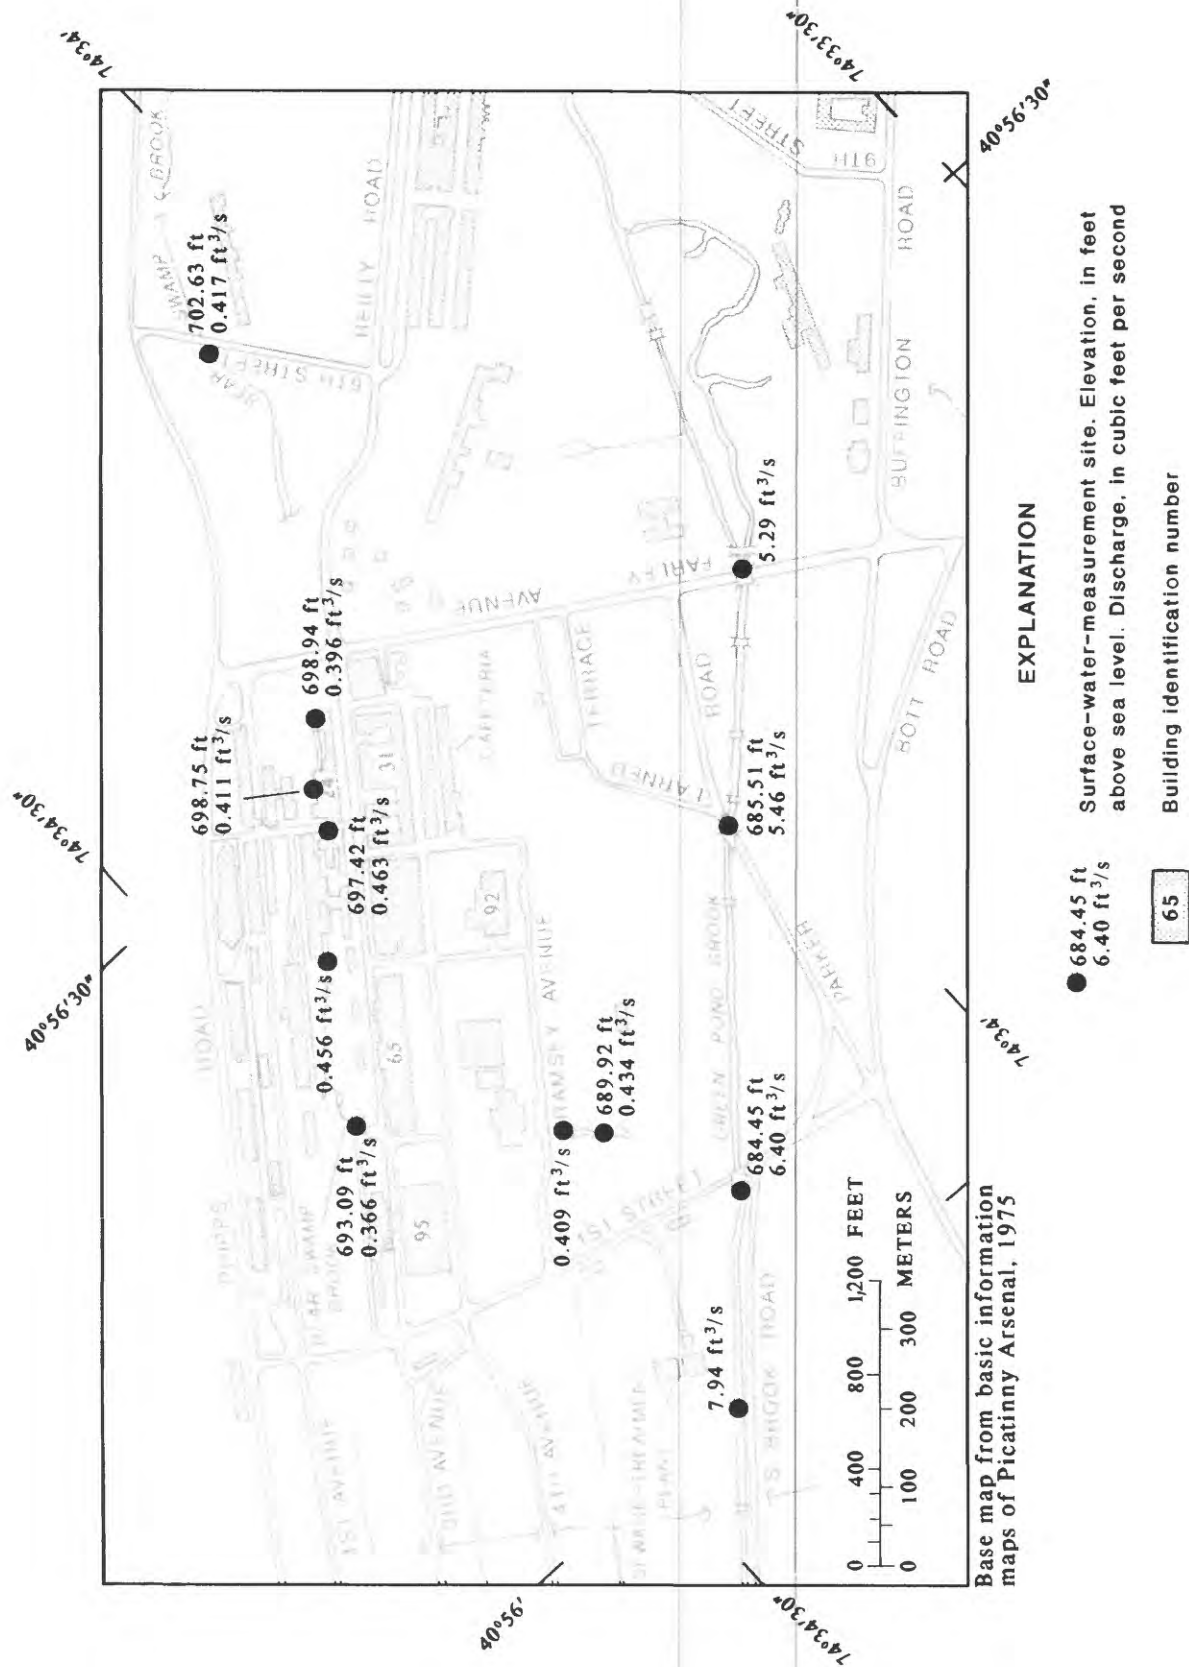 74°34'
74°33'30"
40°56'30"
74°34'30"
40°56'30"
40°56'
74°34'30"
74°34'
SWAMP
BROOK
702.63 ft
0.417 ft³/s
6TH STREET
BEAR
REILLY ROAD
698.94 ft
0.396 ft³/s
698.75 ft
0.411 ft³/s
697.42 ft
0.463 ft³/s
0.456 ft³/s
693.09 ft
0.366 ft³/s
PHIPPS ROAD
BEAR SWAMP
BROOK
24
31
65
92
95
CAFETERIA
FARLEY AVENUE
TERRACE
LARNED
ROAD
RAMSEY AVENUE
0.409 ft³/s
689.92 ft
0.434 ft³/s
1ST STREET
1ST AVENUE
3RD AVENUE
4TH AVENUE
SEWAGE-TREATMENT
PLANT
GREEN POND BROOK
5.29 ft³/s
685.51 ft
5.46 ft³/s
684.45 ft
6.40 ft³/s
7.94 ft³/s
PARKER
BROOK ROAD
BOTT ROAD
BUFFINGTON ROAD
9TH STREET
0 400 800 1,200 FEET
0 100 200 300 METERS
Base map from basic information
maps of Picatinny Arsenal, 1975
EXPLANATION
684.45 ft
6.40 ft³/s
Surface-water-measurement site. Elevation, in feet
above sea level. Discharge, in cubic feet per second
65
Building identification number